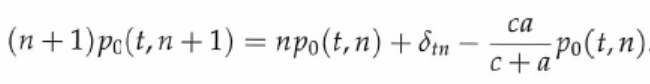 (n + 1)p₀(t, n + 1) = np₀(t, n) + δₜₙ − ca/(c + a) p₀(t, n).